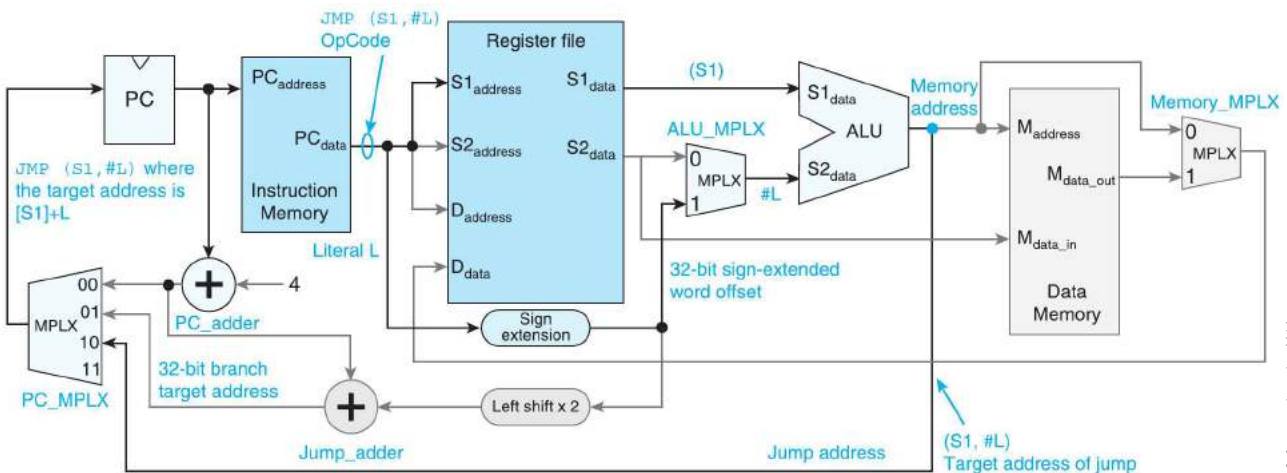 JMP (S1,#L)
OpCode
PC
PCaddress
PCdata
Instruction
Memory
Register file
S1address
S2address
Daddress
Ddata
S1data
S2data
(S1)
ALU_MPLX
0
MPLX
1
#L
S1data
ALU
S2data
Memory
address
Maddress
Mdata_out
Mdata_in
Data
Memory
Memory_MPLX
0
MPLX
1
JMP (S1,#L) where
the target address is
[S1]+L
Literal L
32-bit sign-extended
word offset
Sign
extension
4
+
PC_adder
00
01
MPLX
10
11
PC_MPLX
32-bit branch
target address
+
Jump_adder
Left shift x 2
Jump address
(S1, #L)
Target address of jump